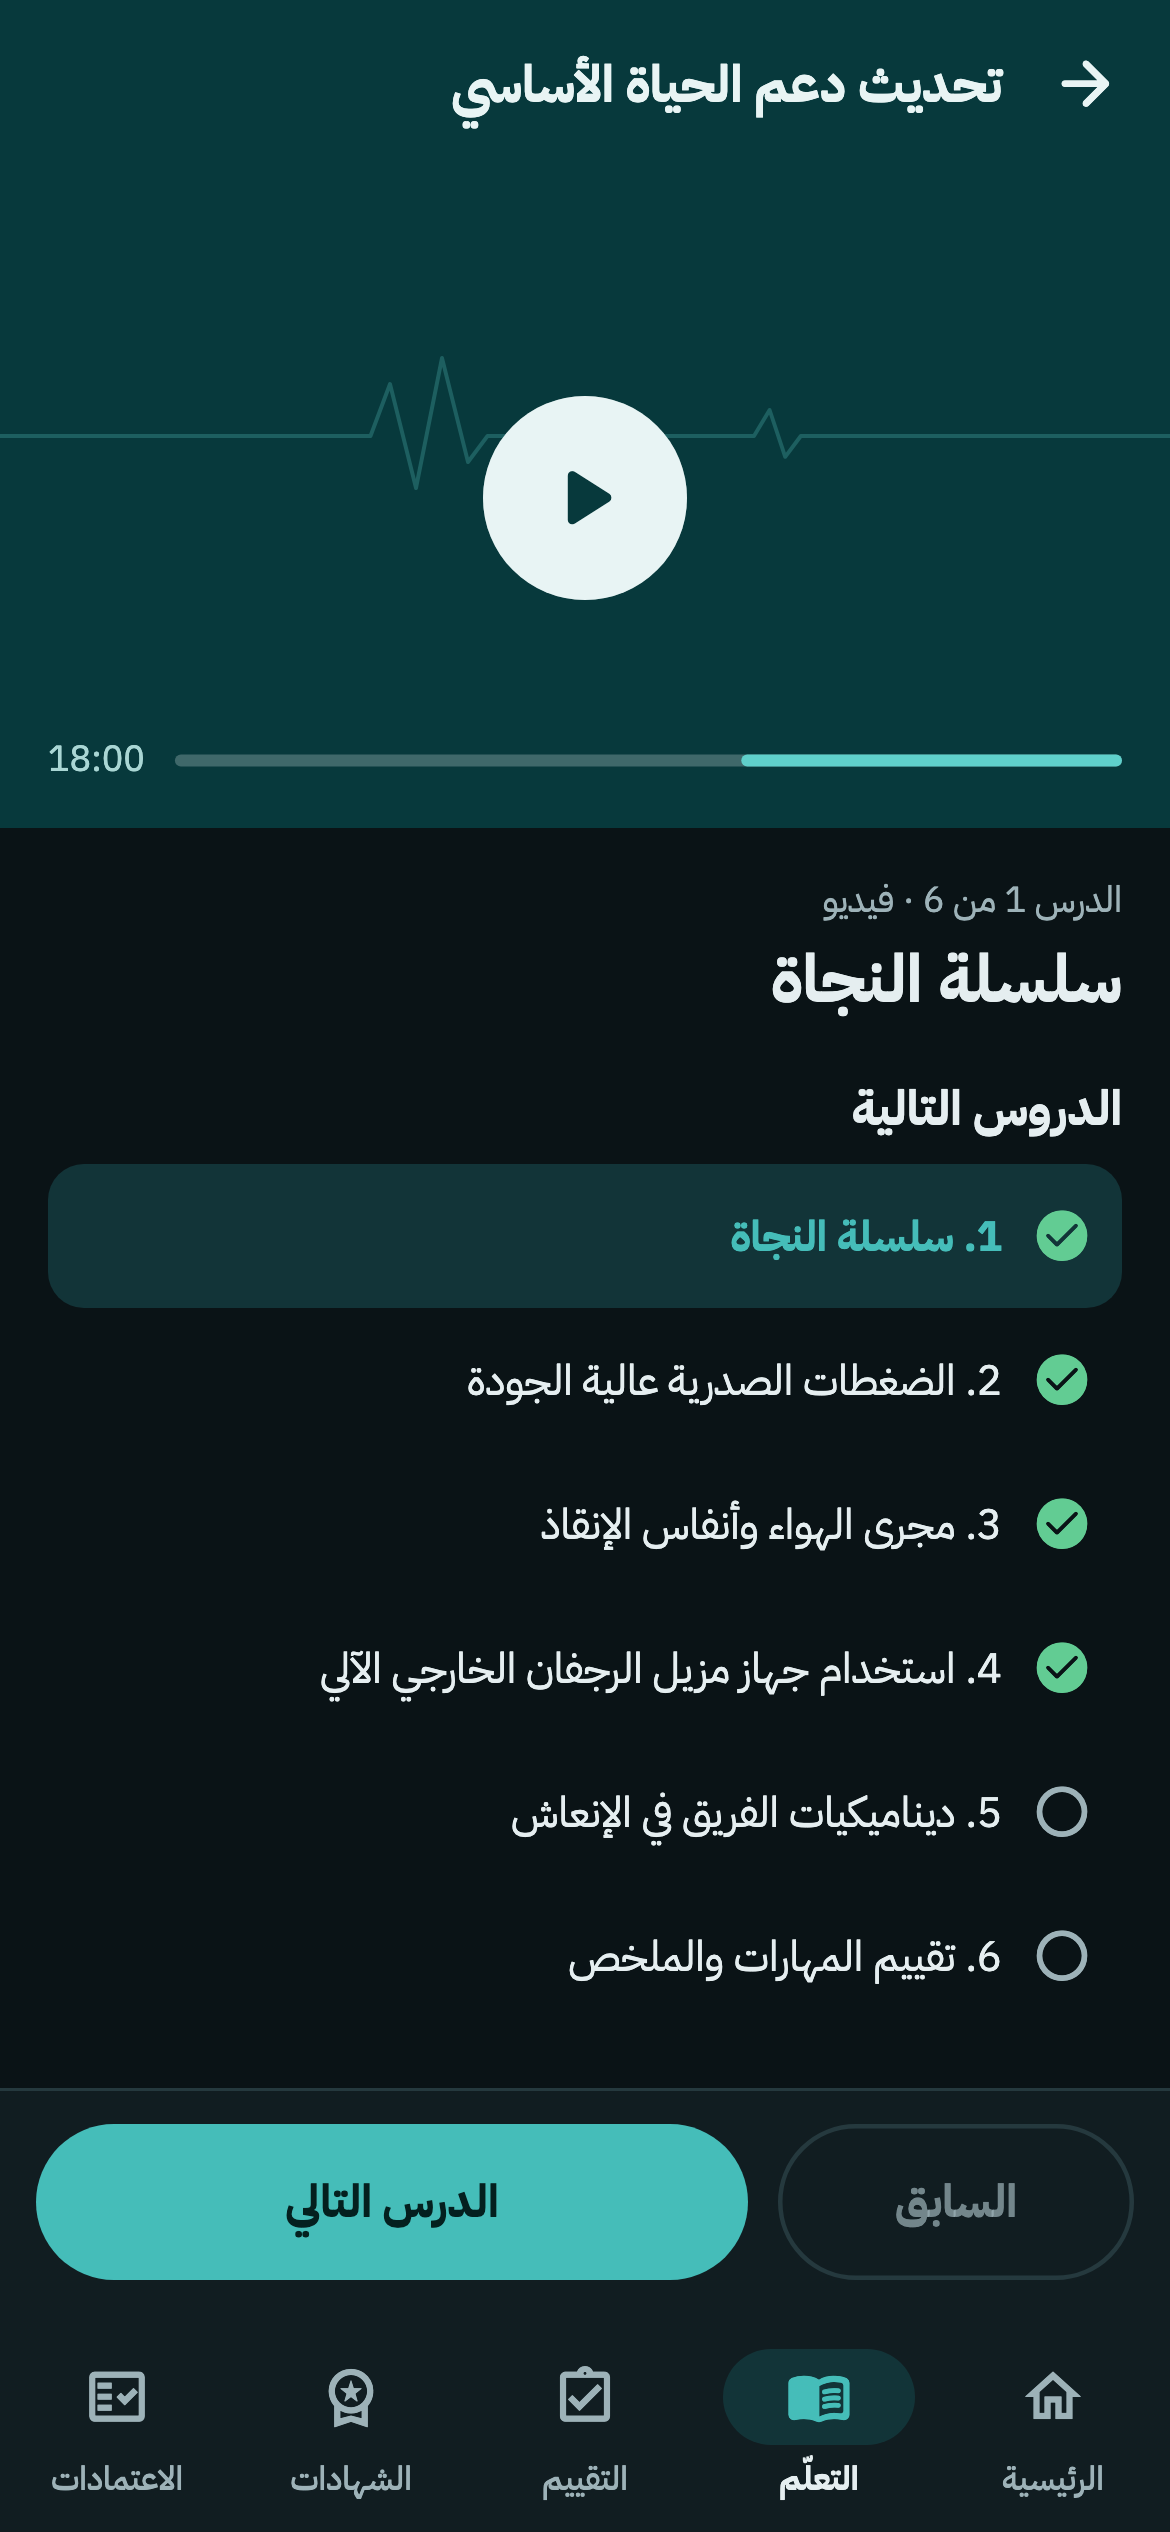 تحديث دعم الحياة الأساسي
18:00
الدرس 1 من 6 · فيديو
سلسلة النجاة
الدروس التالية
1. سلسلة النجاة
2. الضغطات الصدرية عالية الجودة
3. مجرى الهواء وأنفاس الإنقاذ
4. استخدام جهاز مزيل الرجفان الخارجي الآلي
5. ديناميكيات الفريق في الإنعاش
6. تقييم المهارات والملخص
السابق
الدرس التالي
الرئيسية
التعلّم
التقييم
الشهادات
الاعتمادات